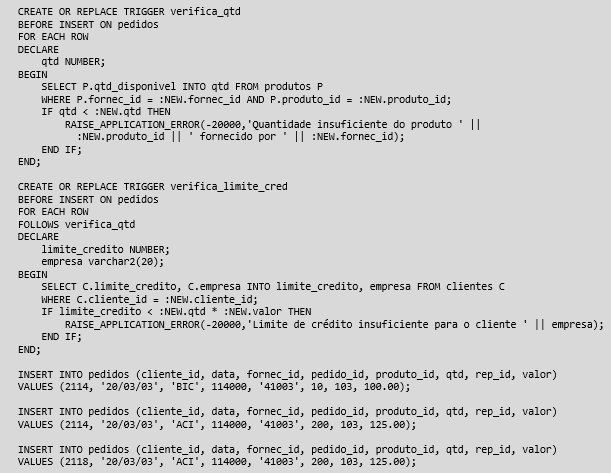 CREATE OR REPLACE TRIGGER verifica_qtd
BEFORE INSERT ON pedidos
FOR EACH ROW
DECLARE
    qtd NUMBER;
BEGIN
    SELECT P.qtd_disponivel INTO qtd FROM produtos P
    WHERE P.fornec_id = :NEW.fornec_id AND P.produto_id = :NEW.produto_id;
    IF qtd < :NEW.qtd THEN
        RAISE_APPLICATION_ERROR(-20000,'Quantidade insuficiente do produto ' ||
          :NEW.produto_id || ' fornecido por ' || :NEW.fornec_id);
    END IF;
END;

CREATE OR REPLACE TRIGGER verifica_limite_cred
BEFORE INSERT ON pedidos
FOR EACH ROW
FOLLOWS verifica_qtd
DECLARE
    limite_credito NUMBER;
    empresa varchar2(20);
BEGIN
    SELECT C.limite_credito, C.empresa INTO limite_credito, empresa FROM clientes C
    WHERE C.cliente_id = :NEW.cliente_id;
    IF limite_credito < :NEW.qtd * :NEW.valor THEN
        RAISE_APPLICATION_ERROR(-20000,'Limite de crédito insuficiente para o cliente ' || empresa);
    END IF;
END;

INSERT INTO pedidos (cliente_id, data, fornec_id, pedido_id, produto_id, qtd, rep_id, valor)
VALUES (2114, '20/03/03', 'BIC', 114000, '41003', 10, 103, 100.00);

INSERT INTO pedidos (cliente_id, data, fornec_id, pedido_id, produto_id, qtd, rep_id, valor)
VALUES (2114, '20/03/03', 'ACI', 114000, '41003', 200, 103, 125.00);

INSERT INTO pedidos (cliente_id, data, fornec_id, pedido_id, produto_id, qtd, rep_id, valor)
VALUES (2118, '20/03/03', 'ACI', 114000, '41003', 200, 103, 125.00);